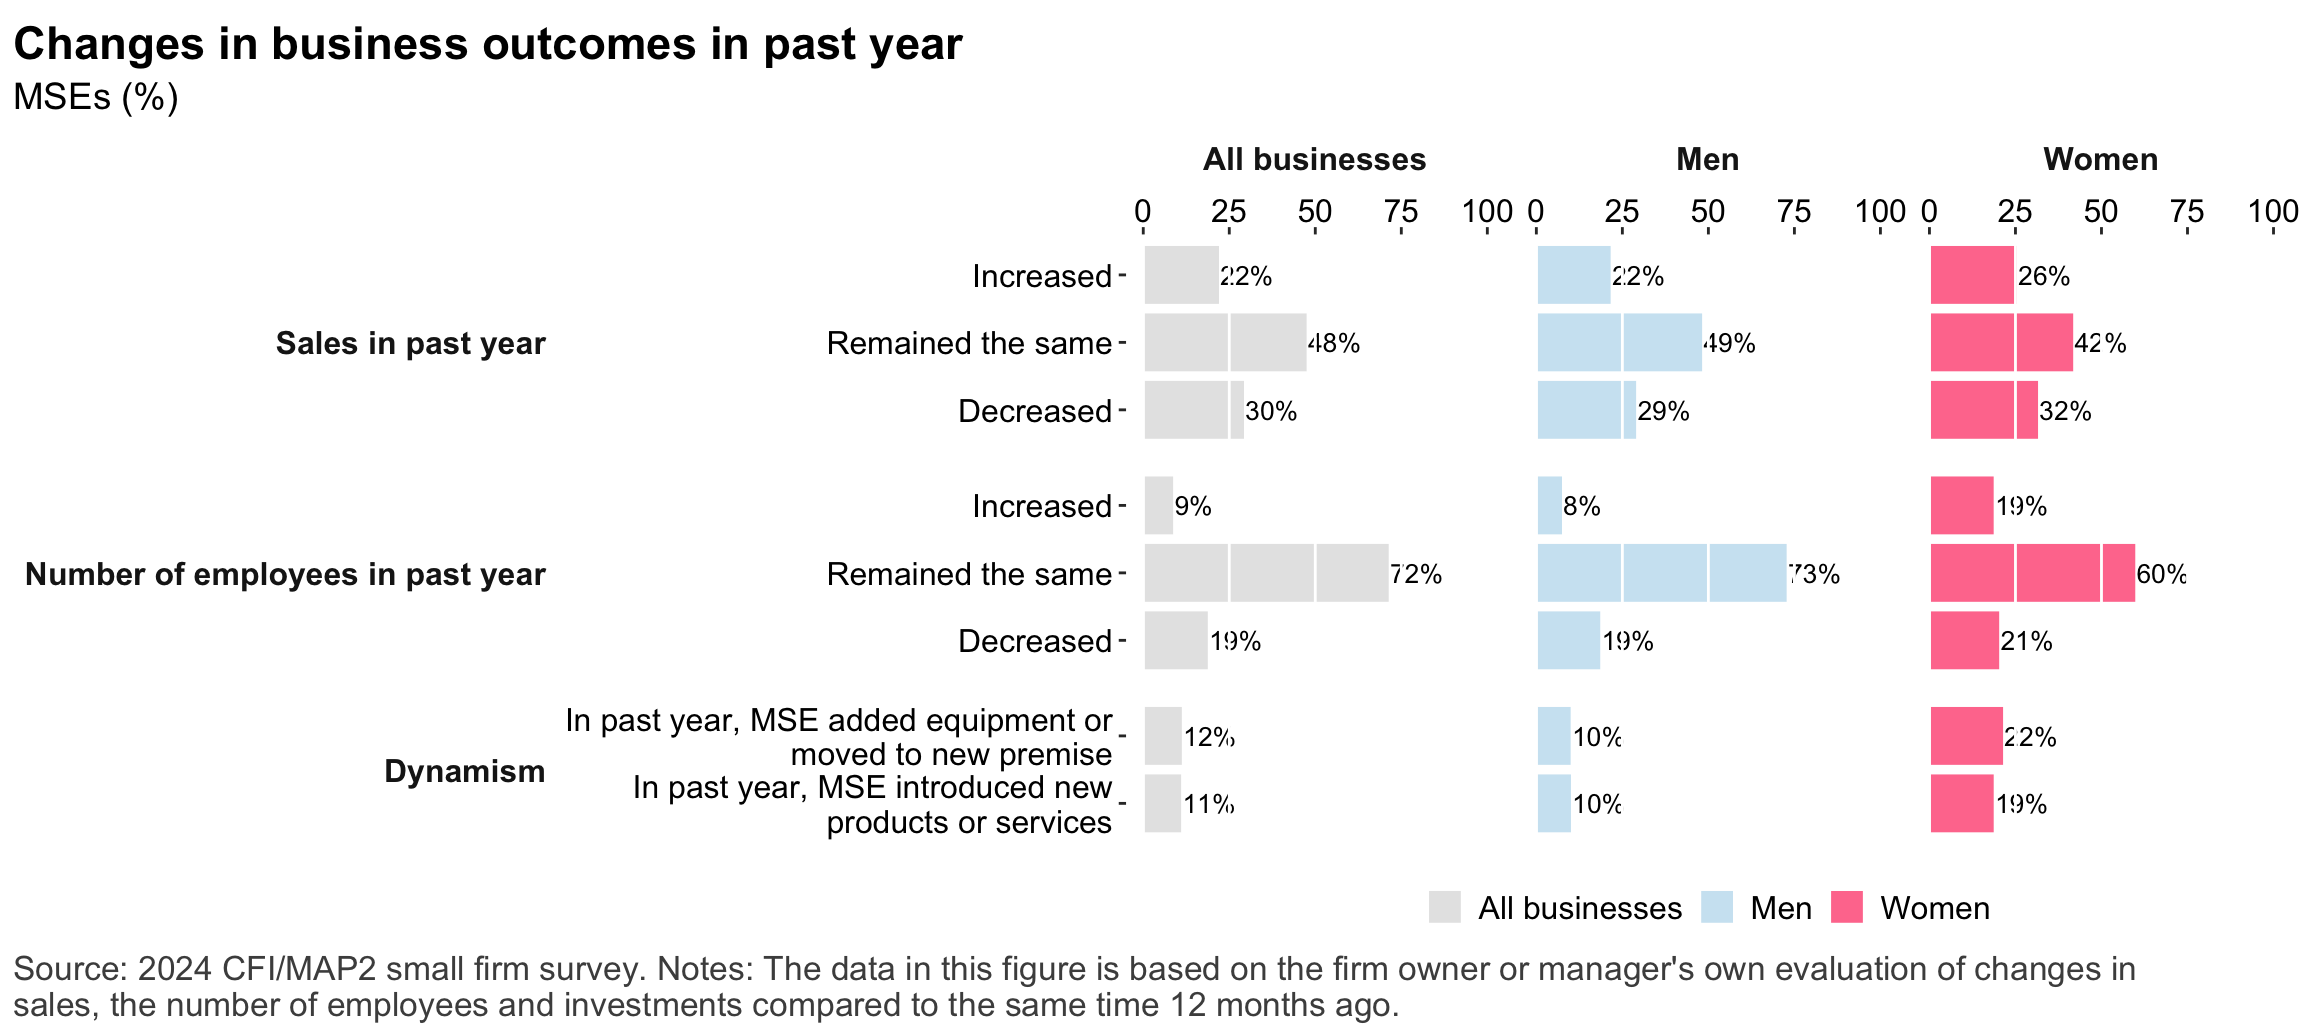 Changes in business outcomes in past year
MSEs (%)
All businesses Men Women
0 25 50 75 100 0 25 50 75 100 0 25 50 75 100
Increased 22% 22% 26%
Sales in past year Remained the same 48% 49% 42%
Decreased 30% 29% 32%
Increased 9% 8% 19%
Number of employees in past year Remained the same 72% 73% 60%
Decreased 19% 19% 21%
Dynamism
In past year, MSE added equipment or
moved to new premise 12% 10% 22%
In past year, MSE introduced new
products or services 11% 10% 19%
All businesses Men Women
Source: 2024 CFI/MAP2 small firm survey. Notes: The data in this figure is based on the firm owner or manager's own evaluation of changes in
sales, the number of employees and investments compared to the same time 12 months ago.